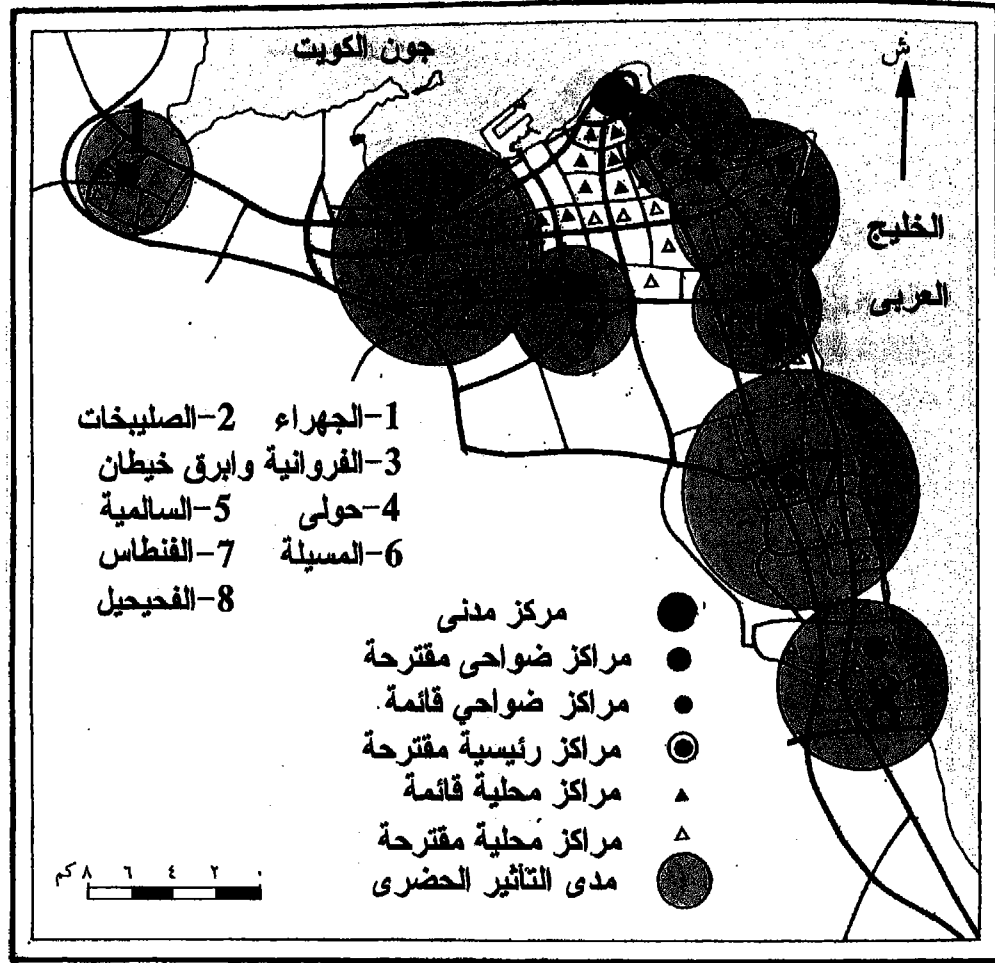 جون الكويت
ش
1
الخليج
العربى
1-الجهراء 2-الصليبخات
3-الفروانية وابرق خيطان
4-حولى 5-السالمية
6-المسيلة 7-الفنطاس
8-الفحيحيل
مركز مدنى
مراكز ضواحى مقترحة
مراكز ضواحي قائمة
مراكز رئيسية مقترحة
مراكز محلية قائمة
مراكز محلية مقترحة
مدى التأثير الحضرى
٠ ٢ ٤ ٦ ٨ كم